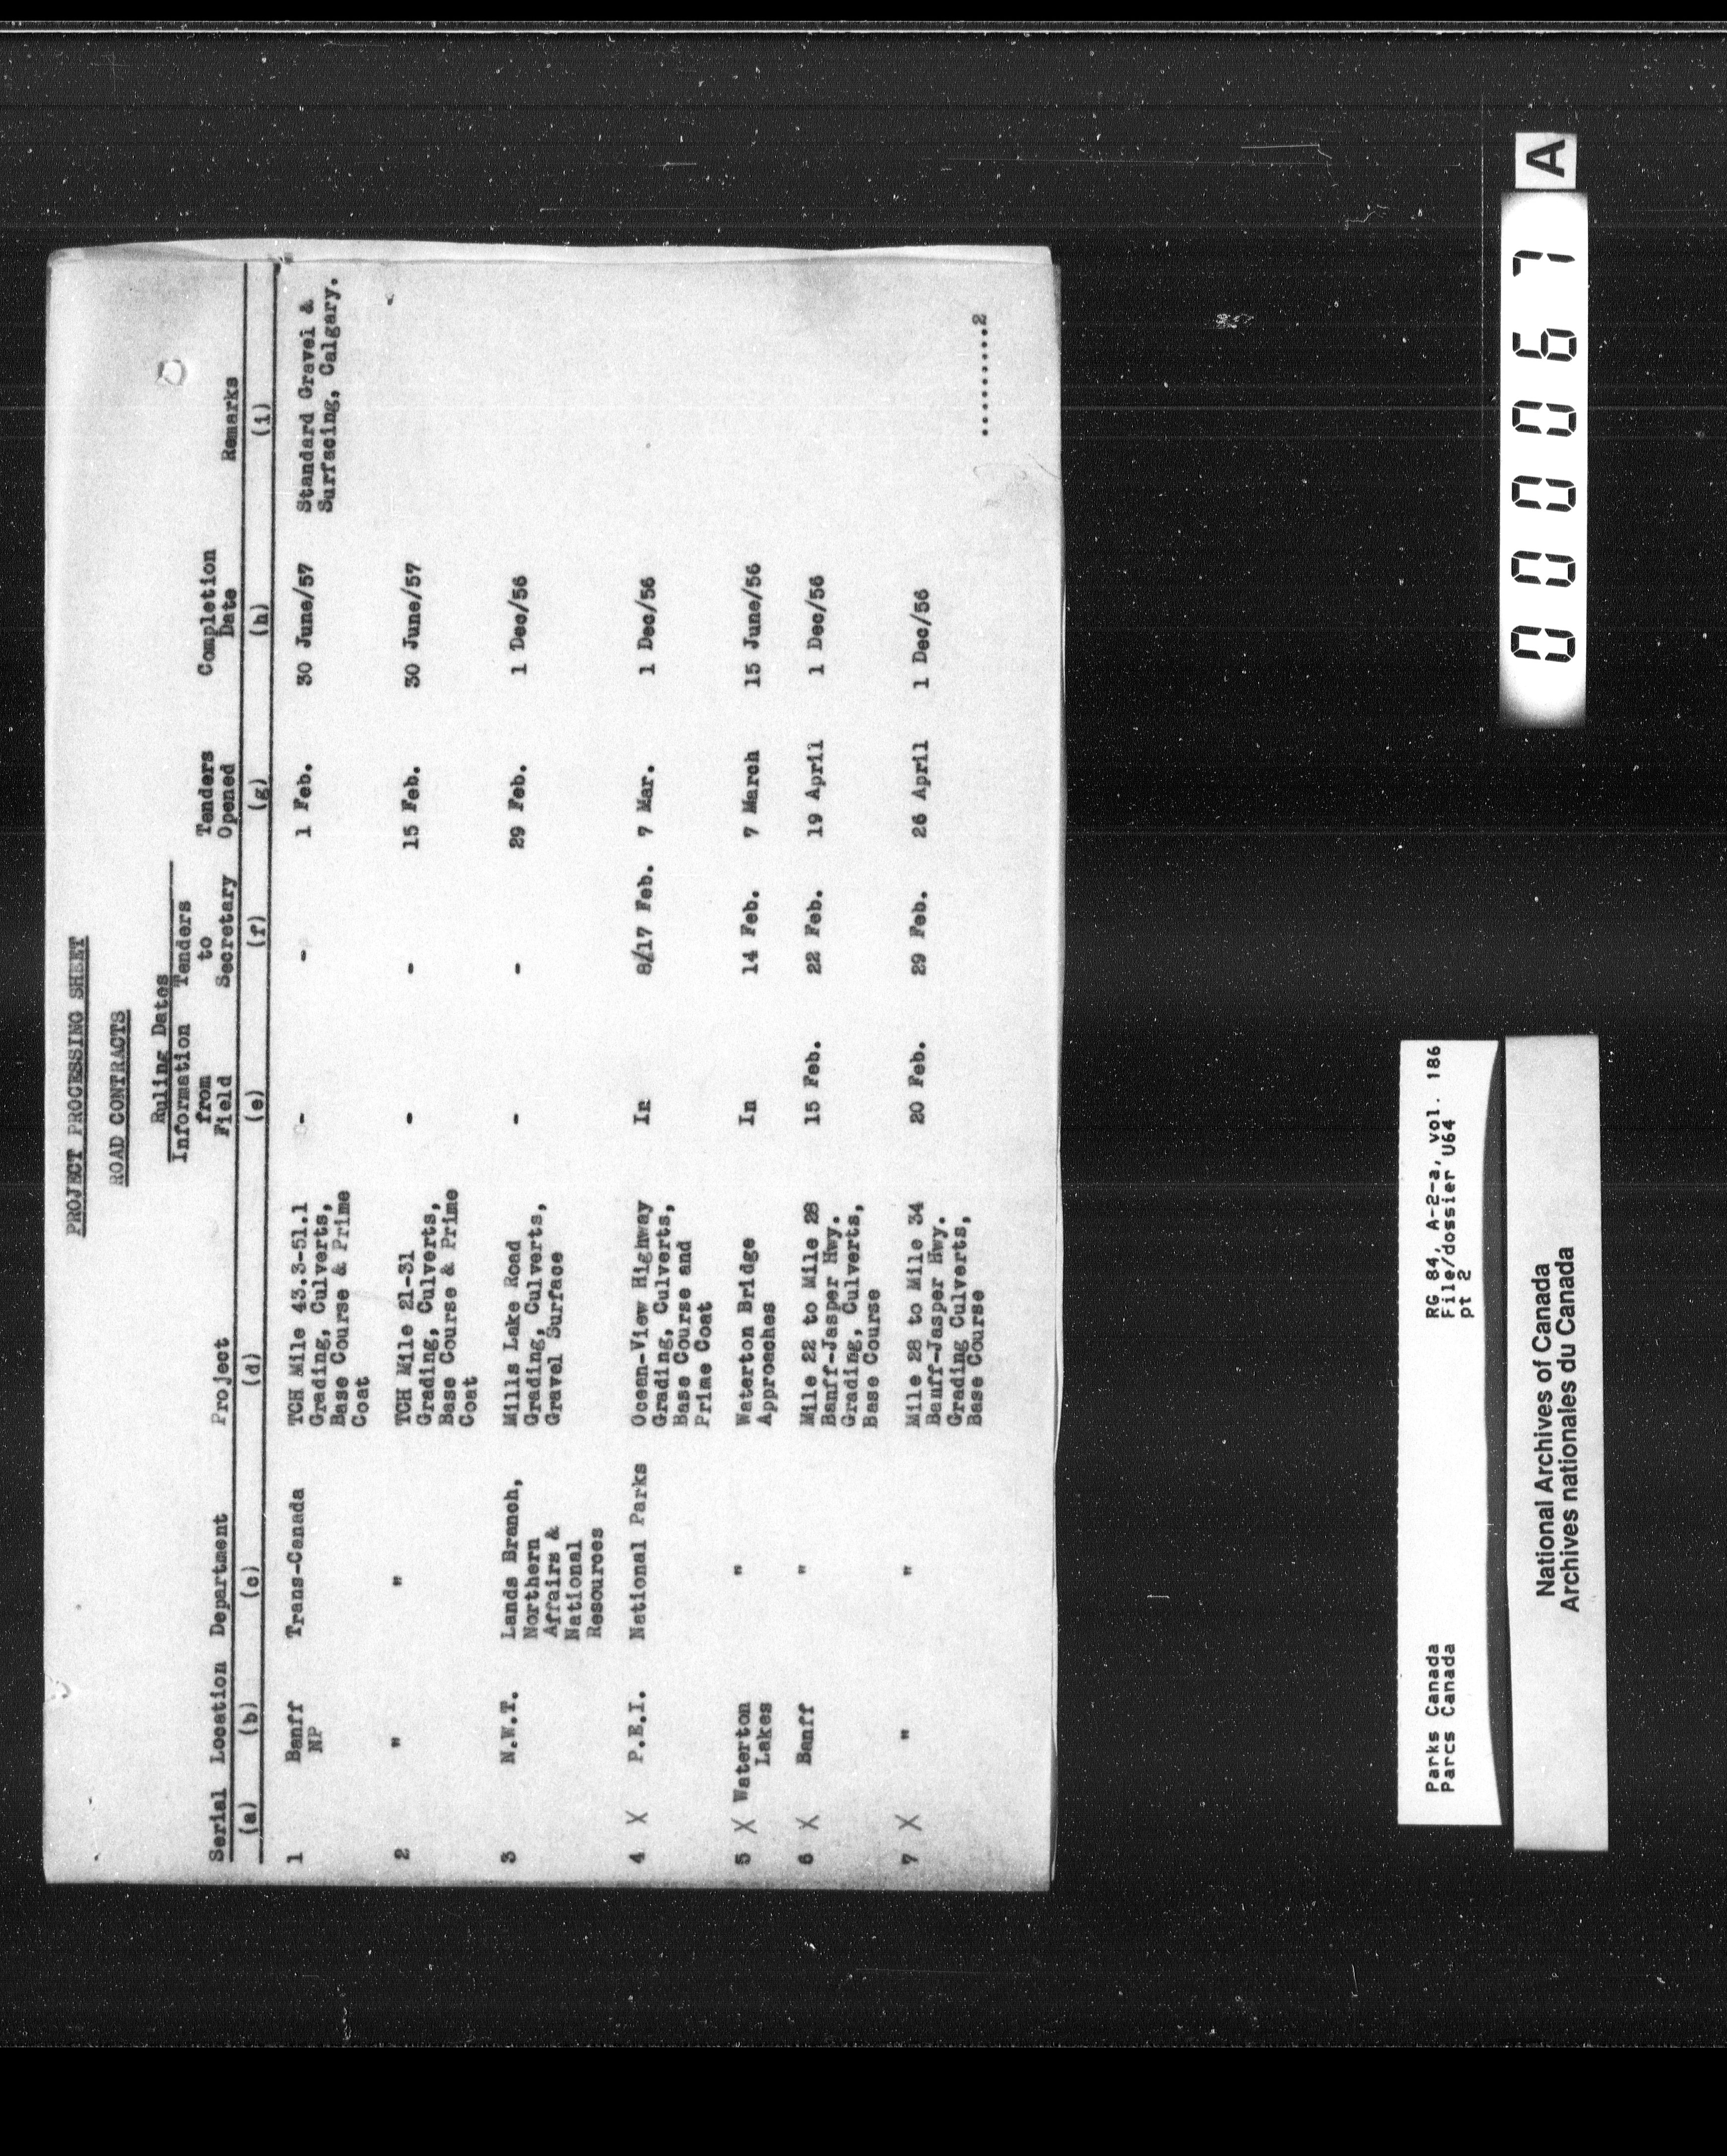 PROJECT PROCESSING SHEET
ROAD CONTRACTS
Ruling Dates
Information Tenders
from to Tenders Completion
Serial Location Department Project Field Secretary Opened Date Remarks
(a) (b) (c) (d) (e) (f) (g) (h) (i)
1 Banff Trans-Canada TCH Mile 43.3-51.1 - - 1 Feb. 30 June/57 Standard Gravel &
NP Grading, Culverts, Surfacing, Calgary.
Base Course & Prime
Coat
2 " " TCH Mile 21-31 - - 15 Feb. 30 June/57
Grading, Culverts,
Base Course & Prime
Coat
3 N.W.T. Lands Branch, Mills Lake Road - - 29 Feb. 1 Dec/56
Northern Grading, Culverts,
Affairs & Gravel Surface
National
Resources
4 X P.E.I. National Parks Ocean-View Highway In 8/17 Feb. 7 Mar. 1 Dec/56
Grading, Culverts,
Base Course and
Prime Coat
5 X Waterton " Waterton Bridge In 14 Feb. 7 March 15 June/56
Lakes Approaches
6 X Banff " Mile 22 to Mile 28 15 Feb. 22 Feb. 19 April 1 Dec/56
Banff-Jasper Hwy.
Grading, Culverts,
Base Course
7 X " " Mile 28 to Mile 34 20 Feb. 29 Feb. 26 April 1 Dec/56
Banff-Jasper Hwy.
Grading Culverts,
Base Course
.........2
Parks Canada RG 84, A-2-a, vol. 186
Parcs Canada File/dossier U64
pt 2
National Archives of Canada
Archives nationales du Canada
000067 A